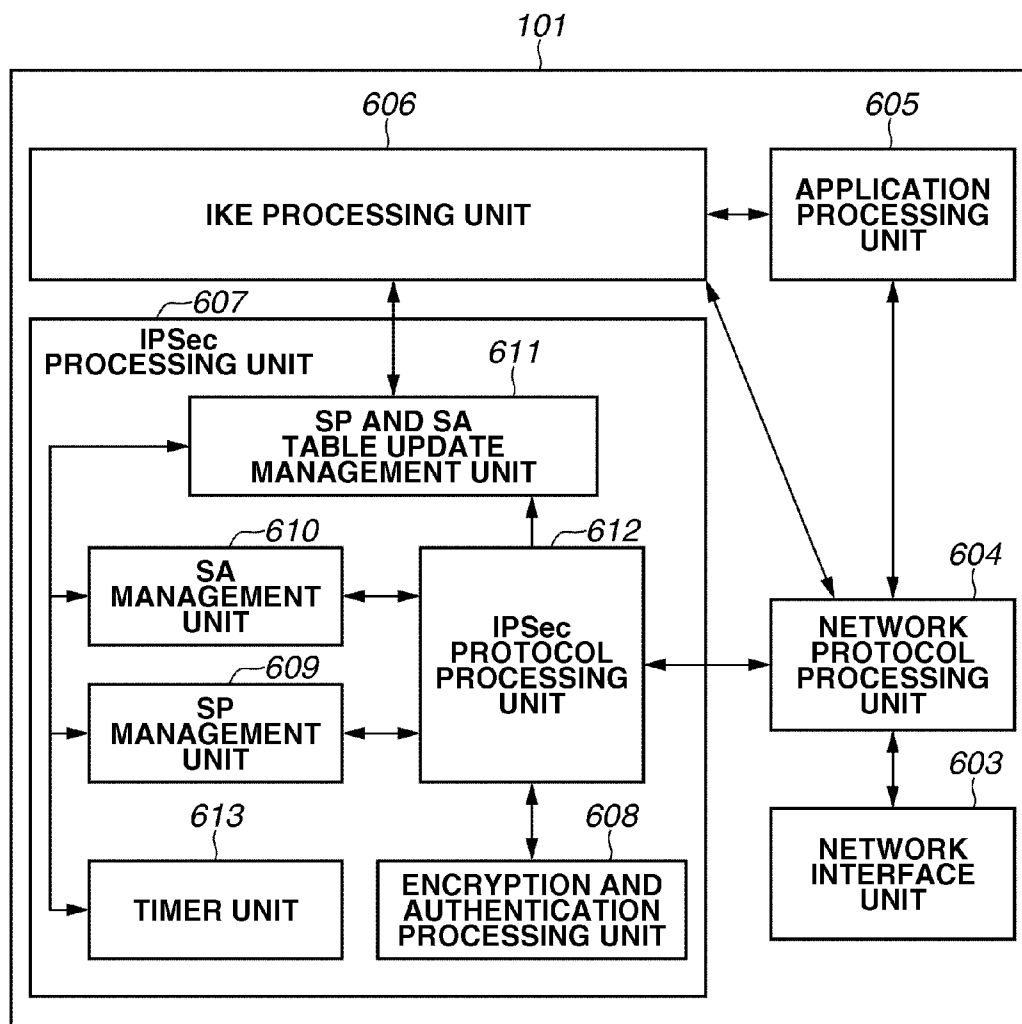 101
606
605
IKE PROCESSING UNIT
APPLICATION
PROCESSING
UNIT
607
IPSec
PROCESSING UNIT
611
SP AND SA
TABLE UPDATE
MANAGEMENT UNIT
610
612
SA
MANAGEMENT
UNIT
IPSec
PROTOCOL
PROCESSING
UNIT
604
NETWORK
PROTOCOL
PROCESSING
UNIT
609
SP
MANAGEMENT
UNIT
603
613
608
TIMER UNIT
ENCRYPTION AND
AUTHENTICATION
PROCESSING UNIT
NETWORK
INTERFACE
UNIT